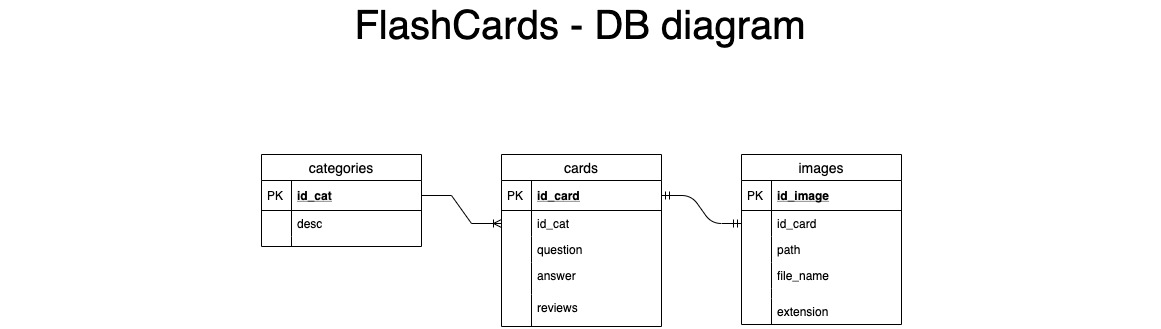 FlashCards - DB diagram
categories
PK id_cat
desc
cards
PK id_card
id_cat
question
answer
reviews
images
PK id_image
id_card
path
file_name
extension